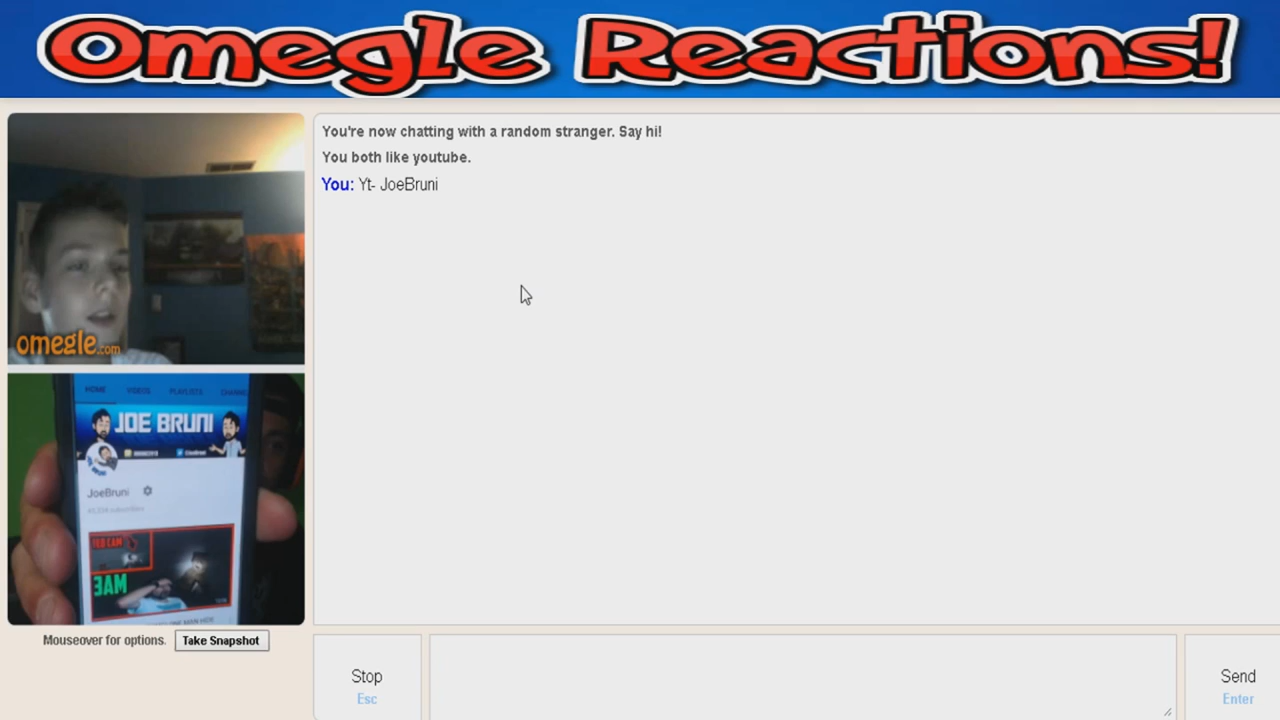 Omegle Reactions!
You're now chatting with a random stranger. Say hi!
You both like youtube.
You: Yt- JoeBruni
omegle.com
HOME VIDEOS PLAYLISTS
JOE BRUNI
JoeBruni
3AM
Mouseover for options. Take Snapshot
Stop
Esc
Send
Enter